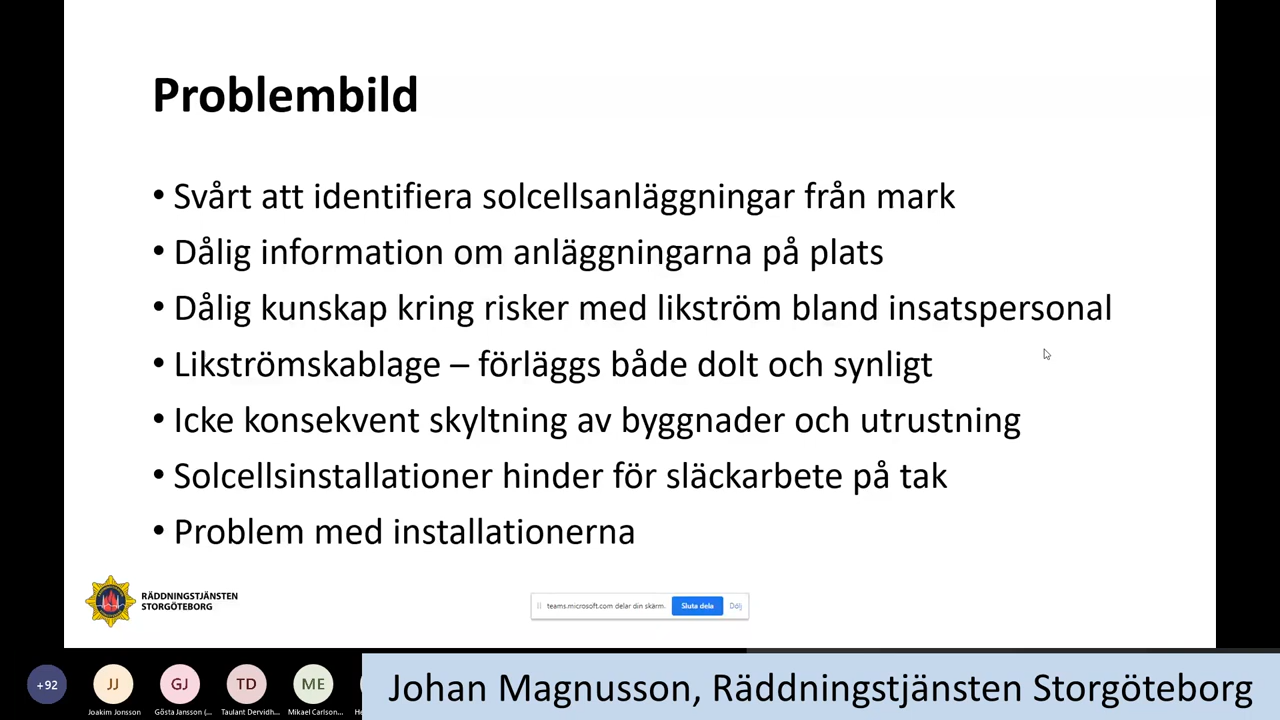 Problembild
• Svårt att identifiera solcellsanläggningar från mark
• Dålig information om anläggningarna på plats
• Dålig kunskap kring risker med likström bland insatspersonal
• Likströmskablage – förläggs både dolt och synligt
• Icke konsekvent skyltning av byggnader och utrustning
• Solcellsinstallationer hinder för släckarbete på tak
• Problem med installationerna
RÄDDNINGSTJÄNSTEN
STORGÖTEBORG
teams.microsoft.com delar din skärm. Sluta dela Dölj
+92 JJ GJ TD ME
Joakim Jonsson Gösta Jansson (... Taulant Dervidh... Mikael Carlson... He
Johan Magnusson, Räddningstjänsten Storgöteborg